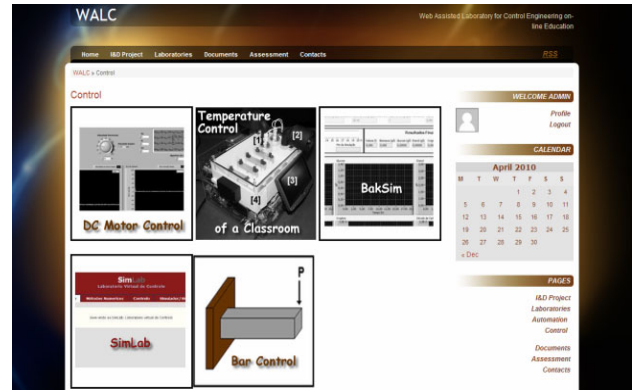 WALC
Web Assisted Laboratory for Control Engineering on-
line Education
Home I&D Project Laboratories Documents Assessment Contacts
RSS
WALC » Control
Control
WELCOME ADMIN
Profile
Logout
CALENDAR
April 2010
M T W T F S S
1 2 3 4
5 6 7 8 9 10 11
12 13 14 15 16 17 18
19 20 21 22 23 24 25
26 27 28 29 30
« Dec
PAGES
I&D Project
Laboratories
Automation
Control
Documents
Assessment
Contacts
DC Motor Control
Temperature
Control
[1]
[2]
[3]
[4]
of a Classroom
BakSim
SimLab
Laboratório Virtual de Controlo
Métodos Numéricos Controlo
SimLab
P
Bar Control